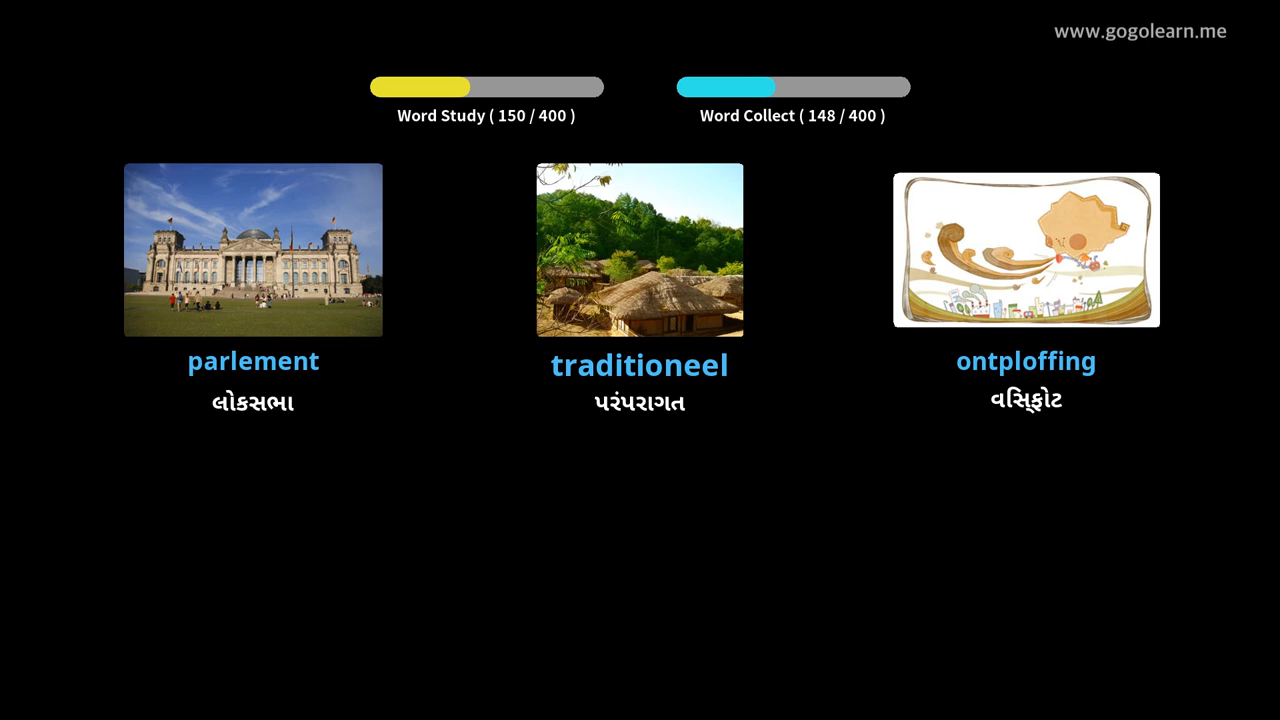 www.gogolearn.me
Word Study ( 150 / 400 )
Word Collect ( 148 / 400 )
parlement
traditioneel
ontploffing
લોકસભા
પરંપરાગત
વિસ્ફોટ